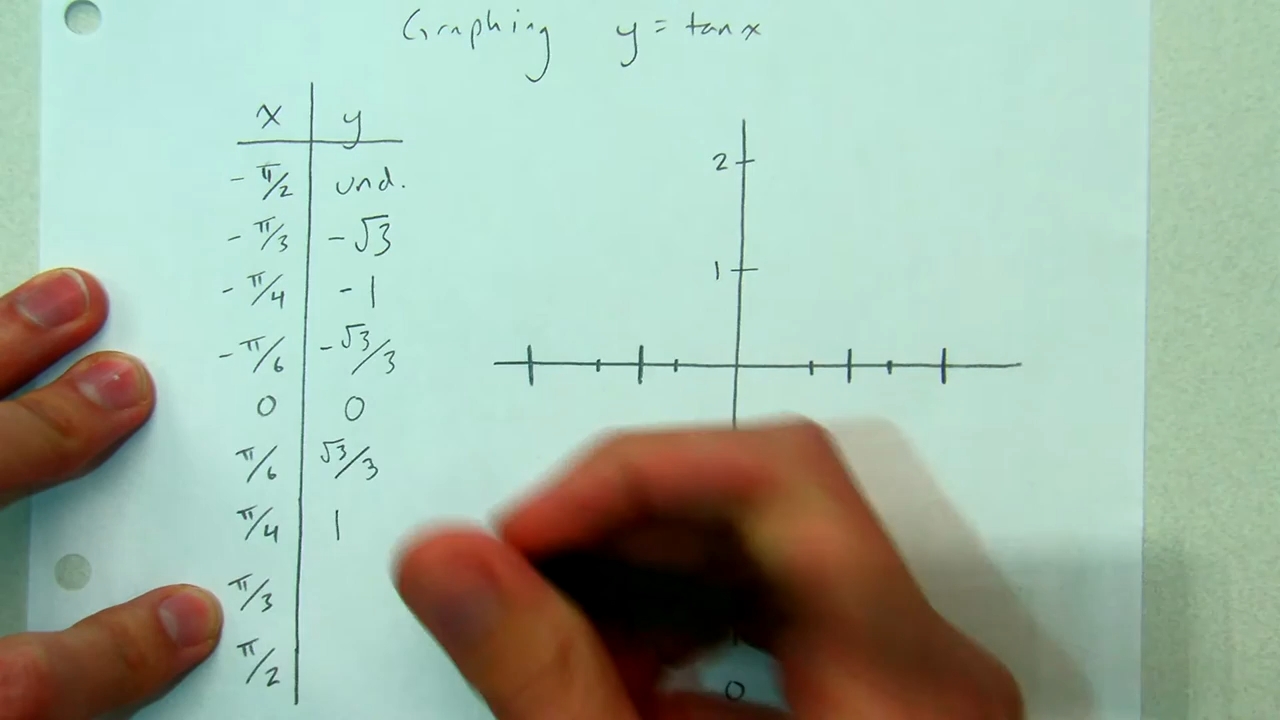 Graphing y = tan x
x y
-π/2 und.
-π/3 -√3
-π/4 -1
-π/6 -√3/3
0 0
π/6 √3/3
π/4 1
π/3
π/2
2
1
0